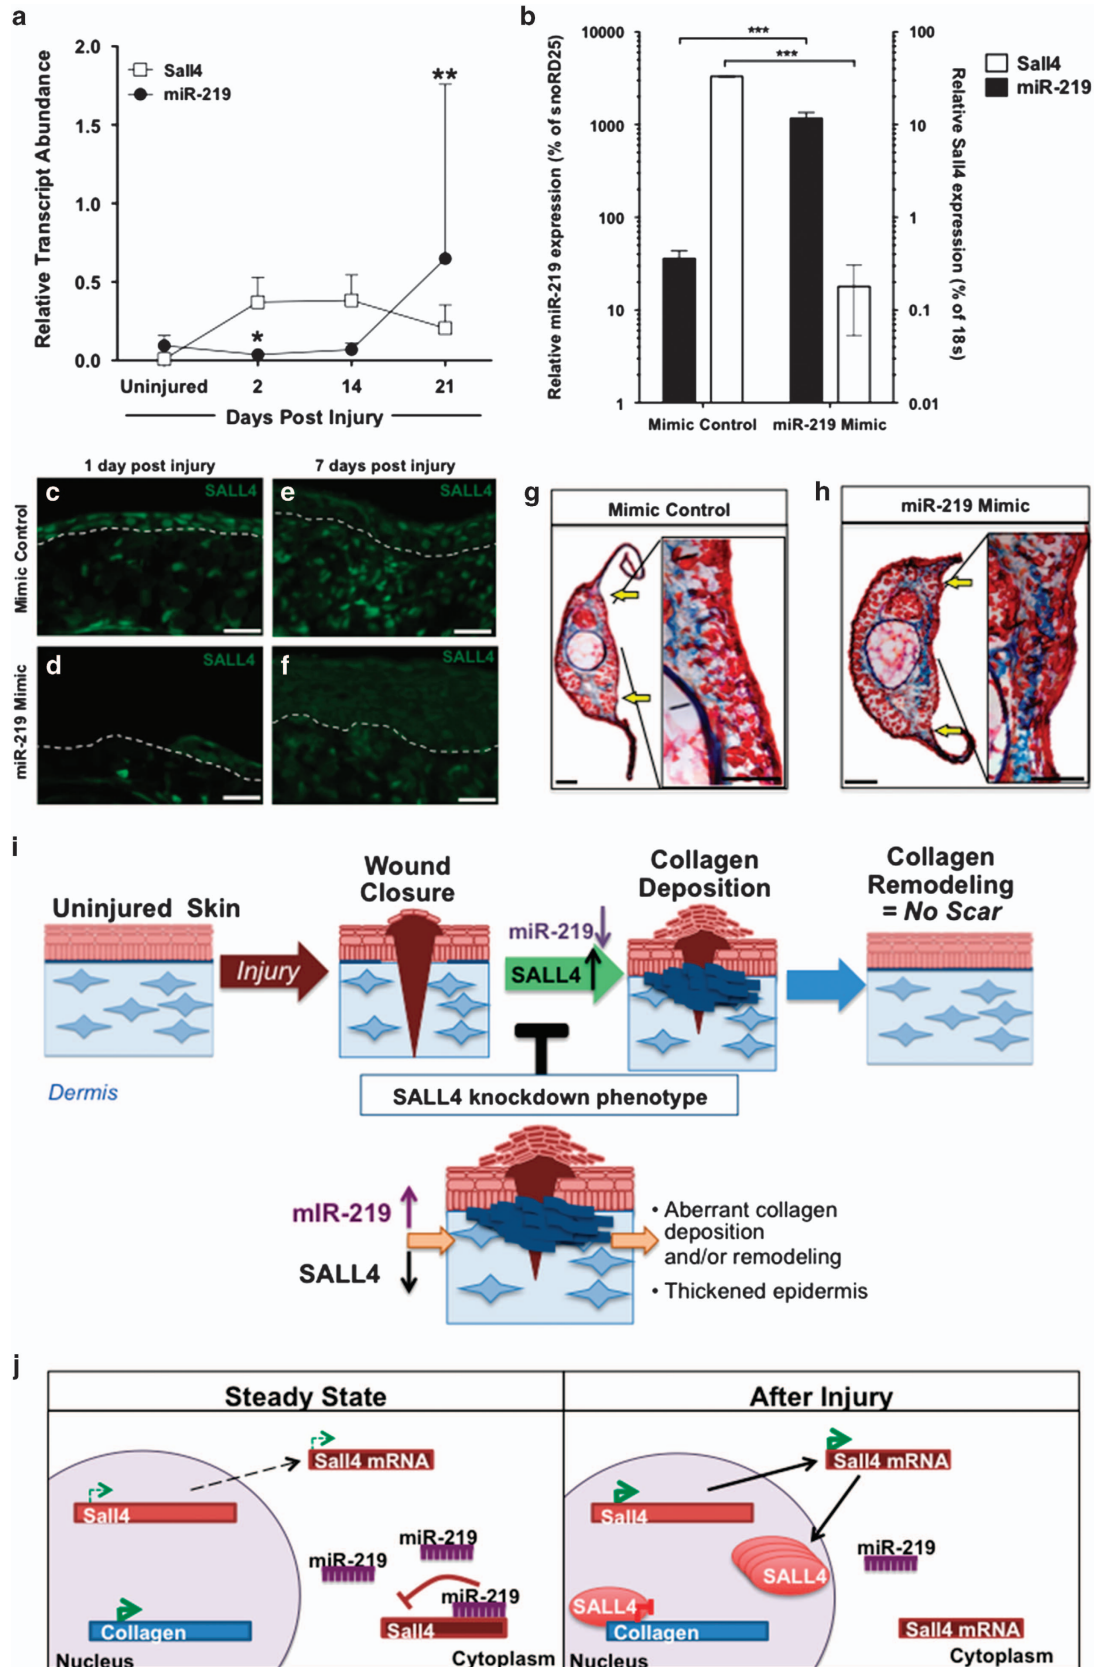 a
2.0
1.5
1.0
0.5
0.0
Relative Transcript Abundance
Sall4
miR-219
**
*
Uninjured 2 14 21
Days Post Injury
b
10000
1000
100
10
1
Relative miR-219 expression (% of snoRD25)
***
***
100
10
1
0.1
0.01
Relative Sall4 expression (% of 18s)
Sall4
miR-219
Mimic Control miR-219 Mimic
1 day post injury 7 days post injury
Mimic Control
miR-219 Mimic
c SALL4
e SALL4
d SALL4
f SALL4
g
Mimic Control
h
miR-219 Mimic
i
Uninjured Skin
Dermis
Injury
Wound
Closure
miR-219
SALL4
Collagen
Deposition
Collagen
Remodeling
= No Scar
SALL4 knockdown phenotype
mIR-219
SALL4
• Aberrant collagen
deposition
and/or remodeling
• Thickened epidermis
j
Steady State
Sall4 mRNA
Sall4
miR-219
miR-219
miR-219
Sall4
Collagen
Nucleus
Cytoplasm
After Injury
Sall4 mRNA
Sall4
miR-219
SALL4
SALL4
Collagen
Sall4 mRNA
Nucleus
Cytoplasm